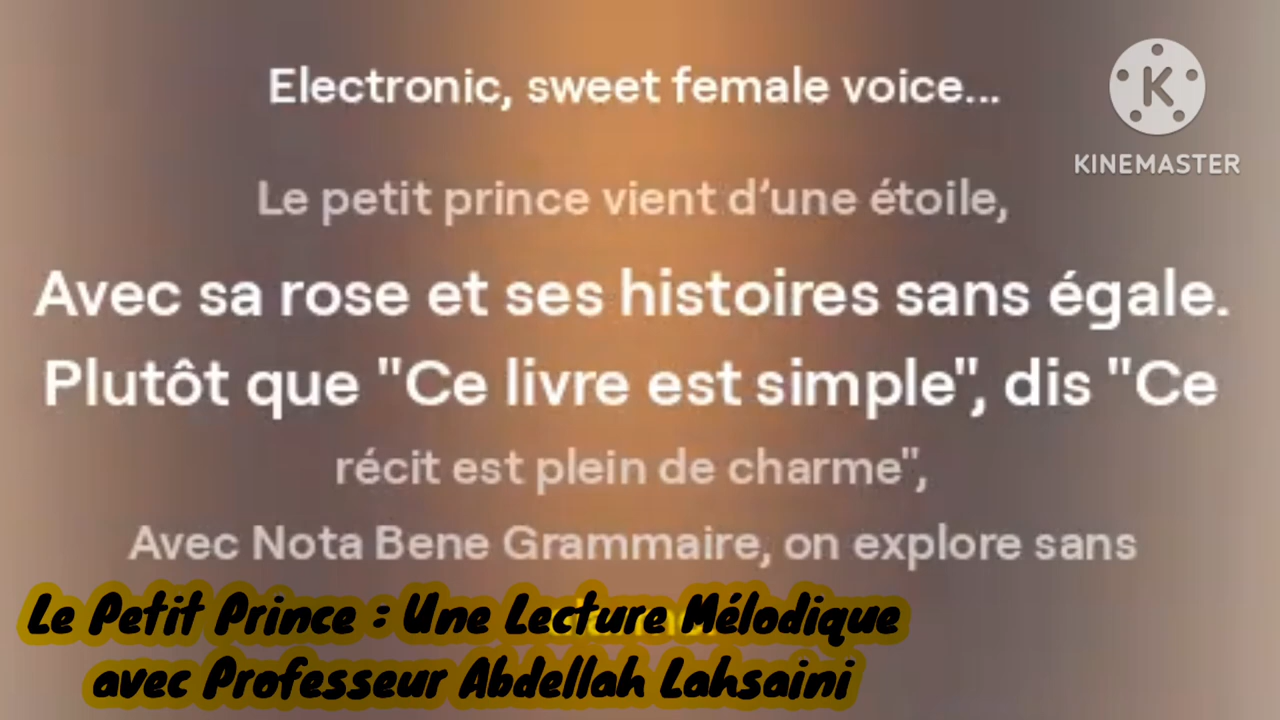 Electronic, sweet female voice...
K
KINEMASTER
Le petit prince vient d’une étoile,
Avec sa rose et ses histoires sans égale.
Plutôt que "Ce livre est simple", dis "Ce
récit est plein de charme",
Avec Nota Bene Grammaire, on explore sans
Le Petit Prince : Une Lecture Mélodique
avec Professeur Abdellah Lahsaini